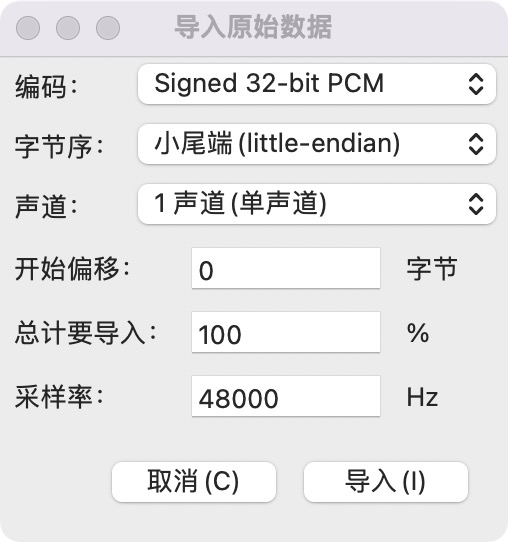 导入原始数据
编码： Signed 32-bit PCM
字节序： 小尾端 (little-endian)
声道： 1 声道 (单声道)
开始偏移： 0 字节
总计要导入： 100 %
采样率： 48000 Hz
取消 (C) 导入 (I)